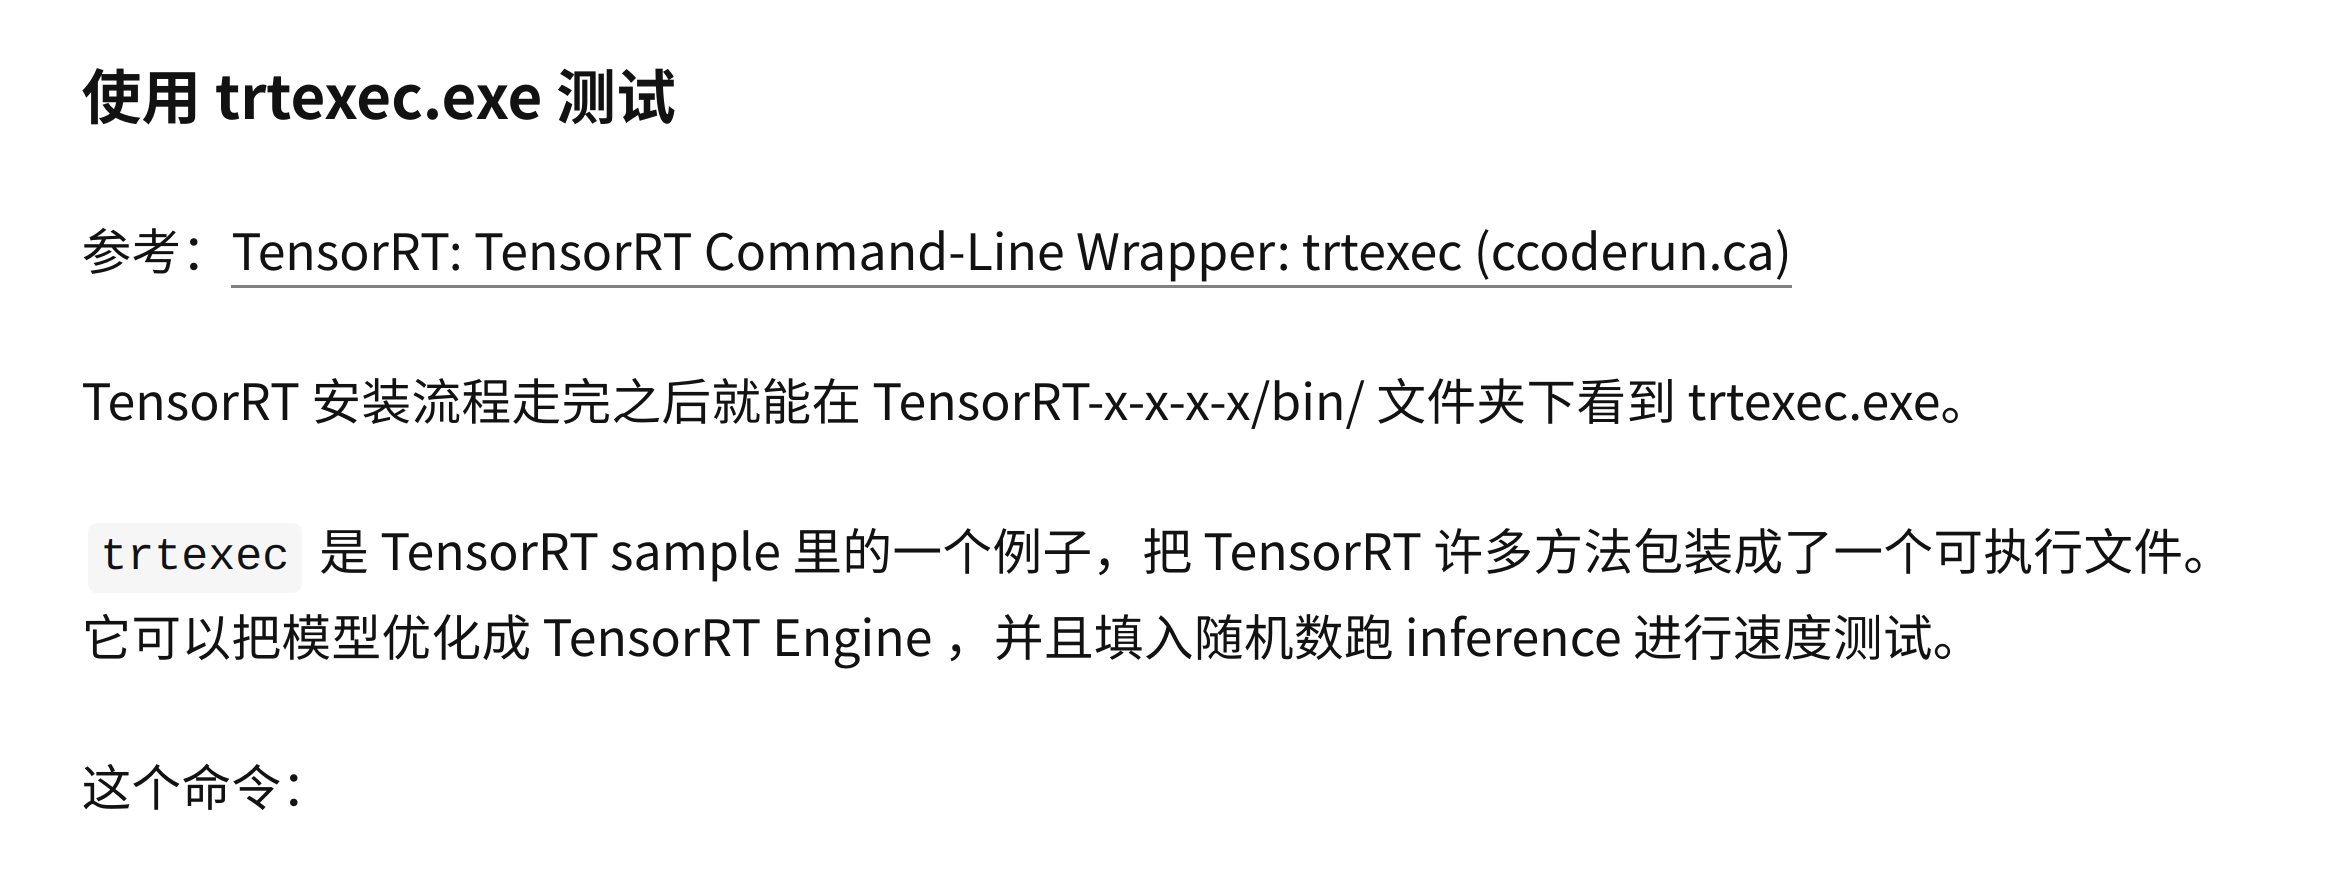 使用 trtexec.exe 测试
参考：TensorRT: TensorRT Command-Line Wrapper: trtexec (ccoderun.ca)
TensorRT 安装流程走完之后就能在 TensorRT-x-x-x-x/bin/ 文件夹下看到 trtexec.exe。
trtexec 是 TensorRT sample 里的一个例子，把 TensorRT 许多方法包装成了一个可执行文件。
它可以把模型优化成 TensorRT Engine ，并且填入随机数跑 inference 进行速度测试。
这个命令：